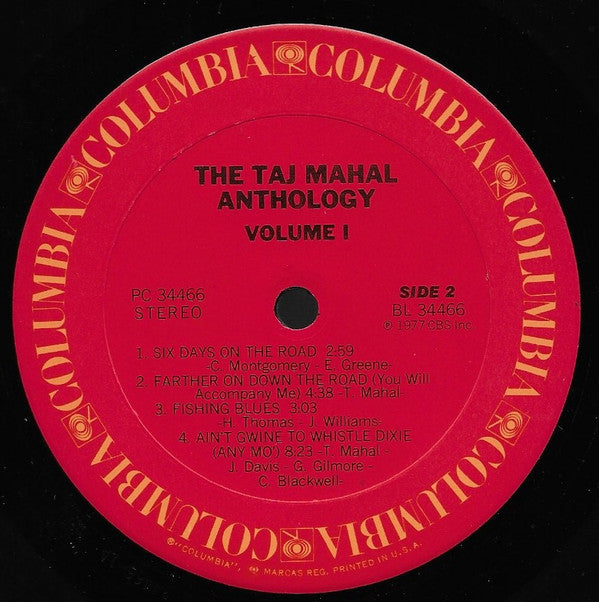 COLUMBIA COLUMBIA COLUMBIA COLUMBIA COLUMBIA COLUMBIA
THE TAJ MAHAL
ANTHOLOGY
VOLUME I
PC 34466
STEREO
SIDE 2
BL 34466
℗ 1977 CBS Inc.
1. SIX DAYS ON THE ROAD 2:59
-C. Montgomery - E. Greene-
2. FARTHER ON DOWN THE ROAD (You Will
Accompany Me) 4:38 -T. Mahal-
3. FISHING BLUES 3:03
-H. Thomas - J. Williams-
4. AIN'T GWINE TO WHISTLE DIXIE
(ANY MO') 8:23 -T. Mahal -
J. Davis - G. Gilmore -
C. Blackwell-
®"COLUMBIA", MARCAS REG. PRINTED IN U.S.A.